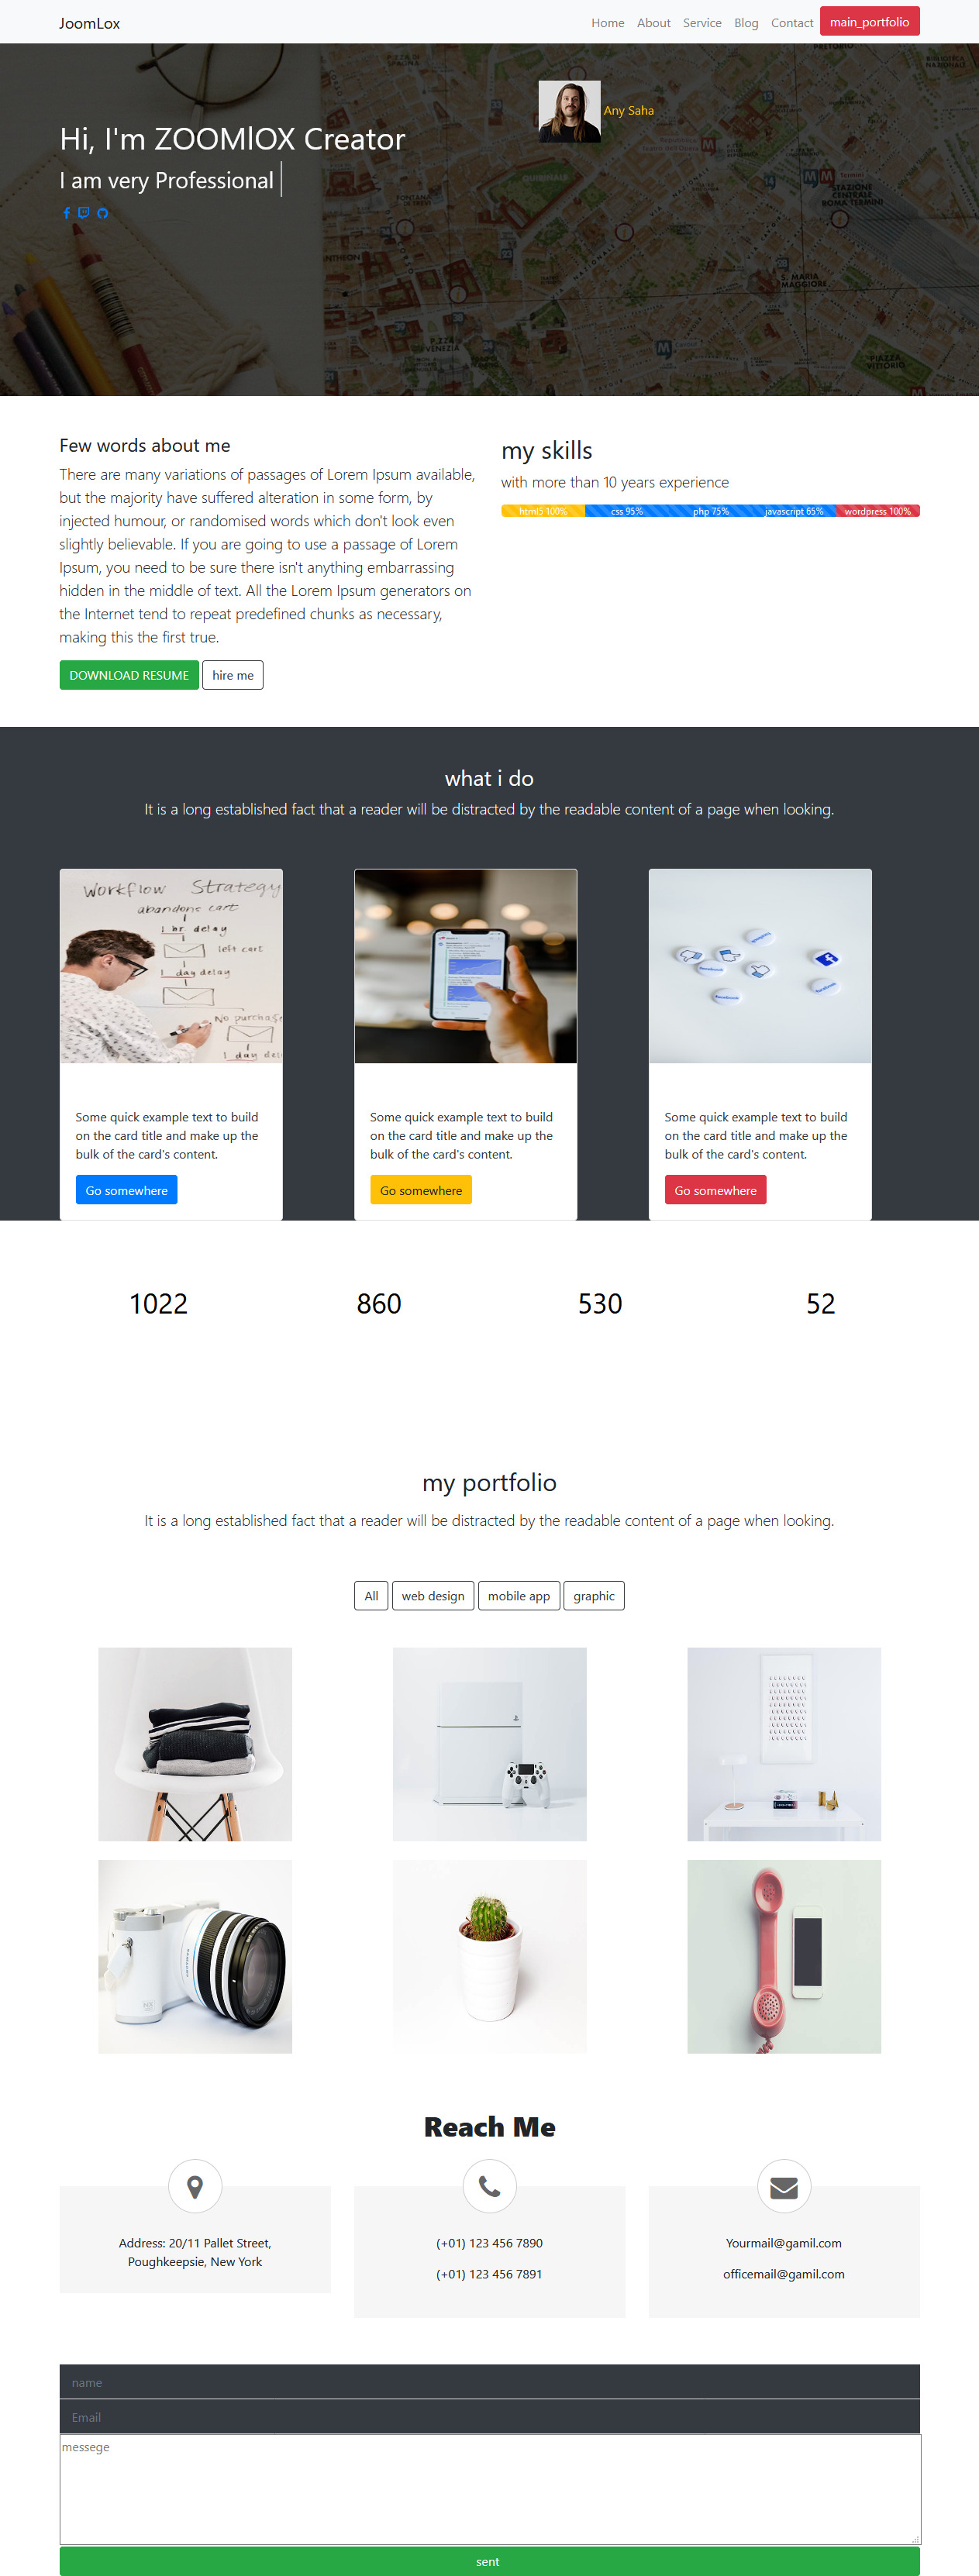 JoomLox
Home About Service Blog Contact main_portfolio
Any Saha
Hi, I'm ZOOMlOX Creator
I am very Professional
FONTANA
QUIRINALE
STAZIONE
CENTRALE
ROMA TERMINI
S. MARIA
MAGGIORE
PIAZZA
VITTORIO
Few words about me
There are many variations of passages of Lorem Ipsum available,
but the majority have suffered alteration in some form, by
injected humour, or randomised words which don't look even
slightly believable. If you are going to use a passage of Lorem
Ipsum, you need to be sure there isn't anything embarrassing
hidden in the middle of text. All the Lorem Ipsum generators on
the Internet tend to repeat predefined chunks as necessary,
making this the first true.
DOWNLOAD RESUME hire me
my skills
with more than 10 years experience
html5 100% css 95% php 75% javascript 65% wordpress 100%
what i do
It is a long established fact that a reader will be distracted by the readable content of a page when looking.
Workflow Strategy
abandons cart
1 hr delay
left cart
1 day delay
No purchase
1 day del
Some quick example text to build
on the card title and make up the
bulk of the card's content.
Go somewhere
Some quick example text to build
on the card title and make up the
bulk of the card's content.
Go somewhere
Some quick example text to build
on the card title and make up the
bulk of the card's content.
Go somewhere
1022 860 530 52
my portfolio
It is a long established fact that a reader will be distracted by the readable content of a page when looking.
All web design mobile app graphic
Reach Me
Address: 20/11 Pallet Street,
Poughkeepsie, New York
(+01) 123 456 7890
(+01) 123 456 7891
Yourmail@gamil.com
officemail@gamil.com
name
Email
messege
sent